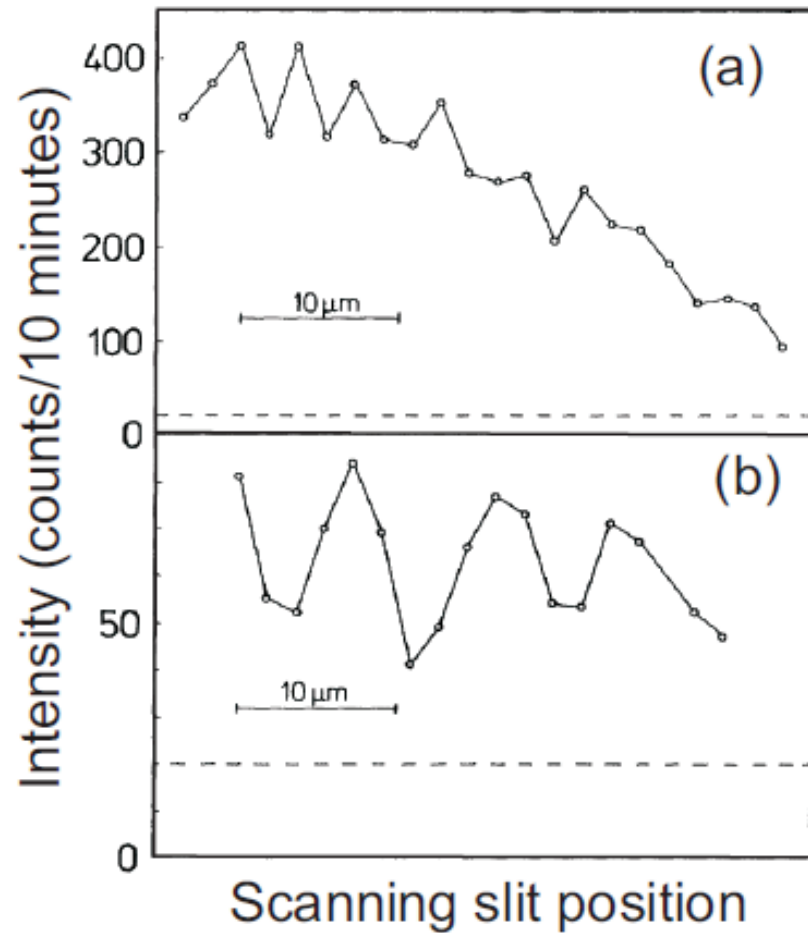 Intensity (counts/10 minutes)
400
300
200
100
0
(a)
10 μm
50
0
(b)
10 μm
Scanning slit position